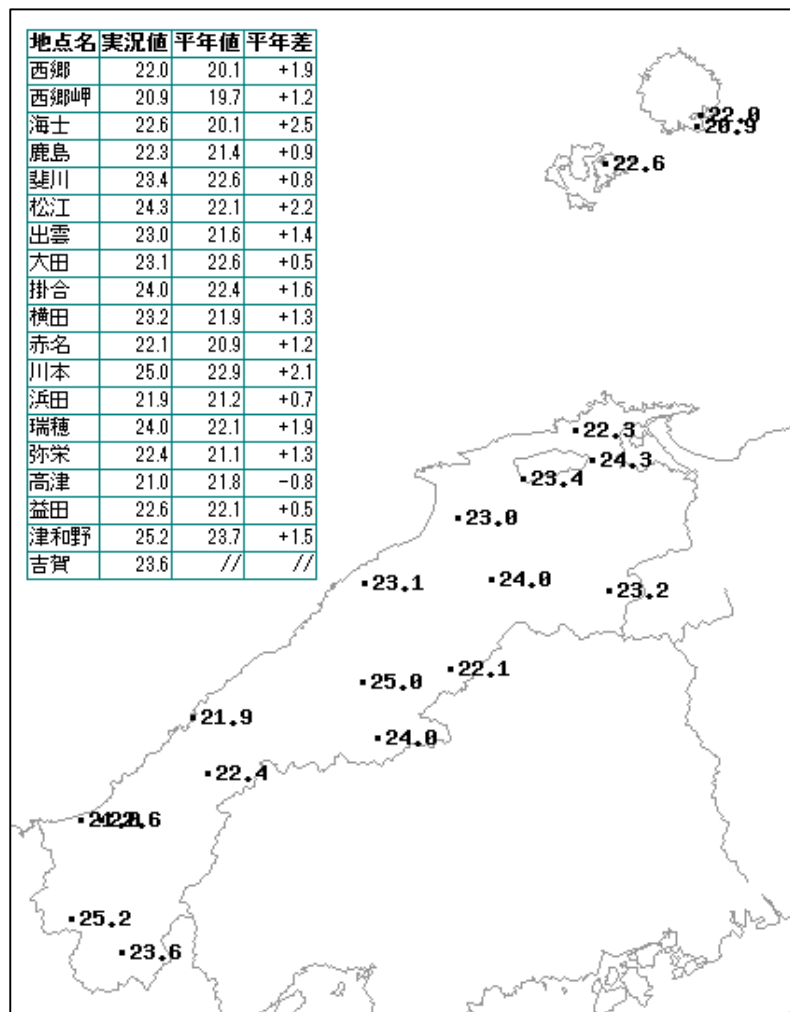 地点名 実況値 平年値 平年差
西郷 22.0 20.1 +1.9
西郷岬 20.9 19.7 +1.2
海士 22.6 20.1 +2.5
鹿島 22.3 21.4 +0.9
斐川 23.4 22.6 +0.8
松江 24.3 22.1 +2.2
出雲 23.0 21.6 +1.4
大田 23.1 22.6 +0.5
掛合 24.0 22.4 +1.6
横田 23.2 21.9 +1.3
赤名 22.1 20.9 +1.2
川本 25.0 22.9 +2.1
浜田 21.9 21.2 +0.7
瑞穂 24.0 22.1 +1.9
弥栄 22.4 21.1 +1.3
高津 21.0 21.8 -0.8
益田 22.6 22.1 +0.5
津和野 25.2 23.7 +1.5
吉賀 23.6 // //
22.0
20.9
22.6
22.3
24.3
23.4
23.0
23.1
24.0
23.2
22.1
25.0
24.0
21.9
22.4
25.2
23.6